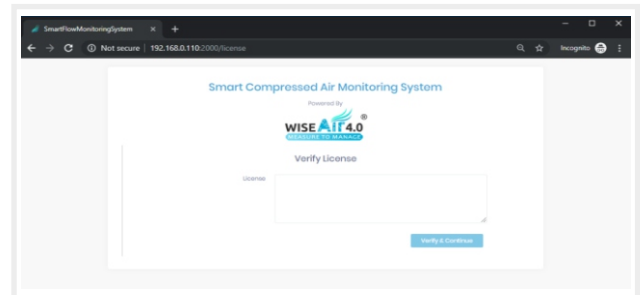 SmartFlowMonitoringSystem
Not secure | 192.168.0.110:2000/license
Incognito
Smart Compressed Air Monitoring System
Powered By
WISE AIr 4.0 ®
MEASURE TO MANAGE
Verify License
License
Verify & Continue